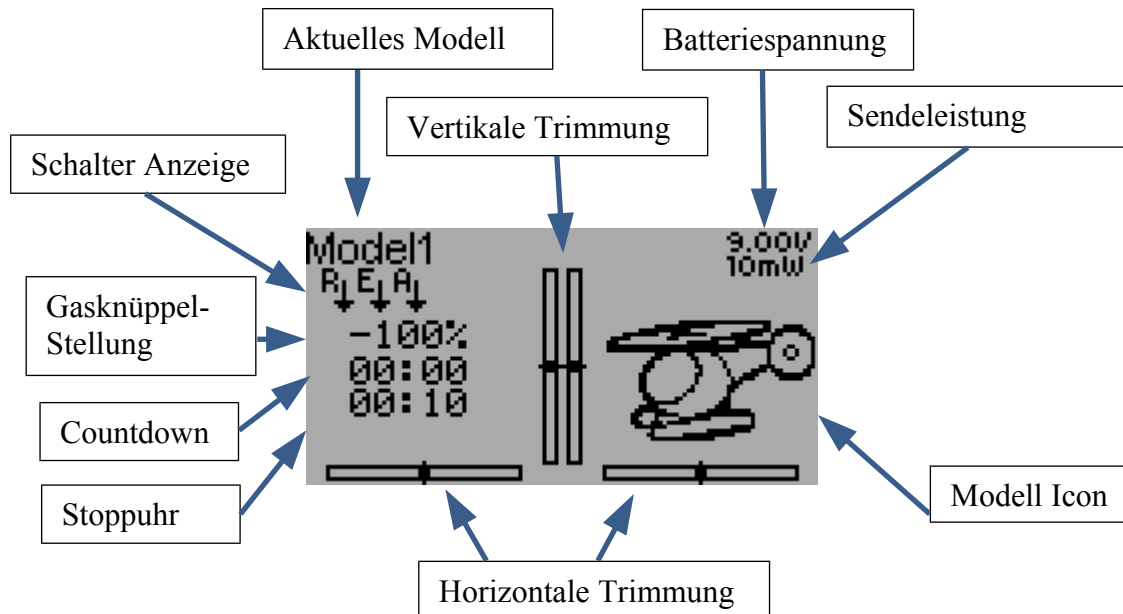 Aktuelles Modell
Batteriespannung
Vertikale Trimmung
Sendeleistung
Schalter Anzeige
Model1
9.00V
10mW
R E A
Gasknüppel-
Stellung
-100%
00:00
00:10
Countdown
Stoppuhr
Modell Icon
Horizontale Trimmung